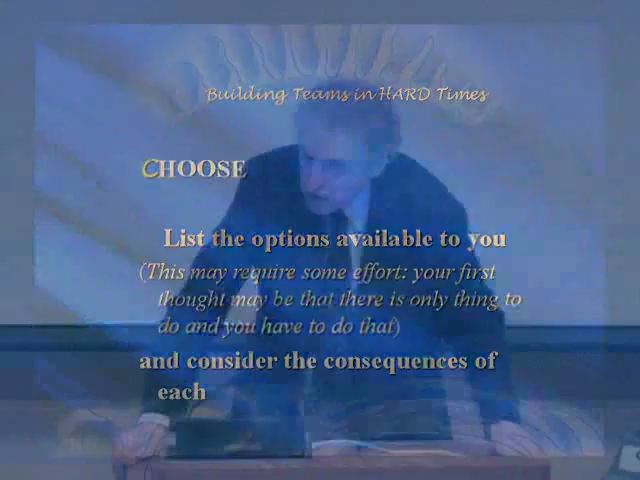 Building Teams in HARD Times
CHOOSE
List the options available to you
(This may require some effort: your first
thought may be that there is only thing to
do and you have to do that)
and consider the consequences of
each